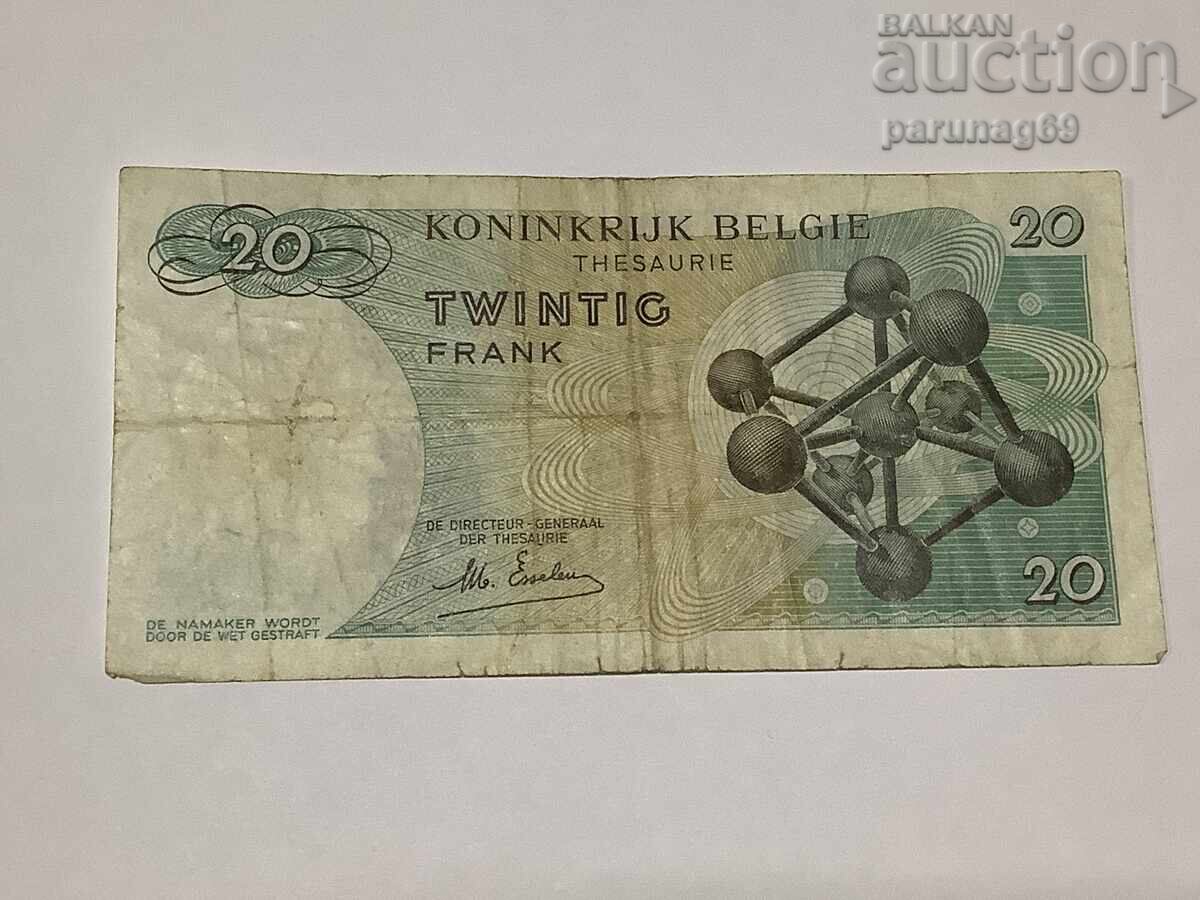 BALKAN
auction
parunag69
20
KONINKRIJK BELGIE
20
THESAURIE
TWINTIG
FRANK
DE DIRECTEUR-GENERAAL
DER THESAURIE
M. Esselen
20
DE NAMAKER WORDT
DOOR DE WET GESTRAFT